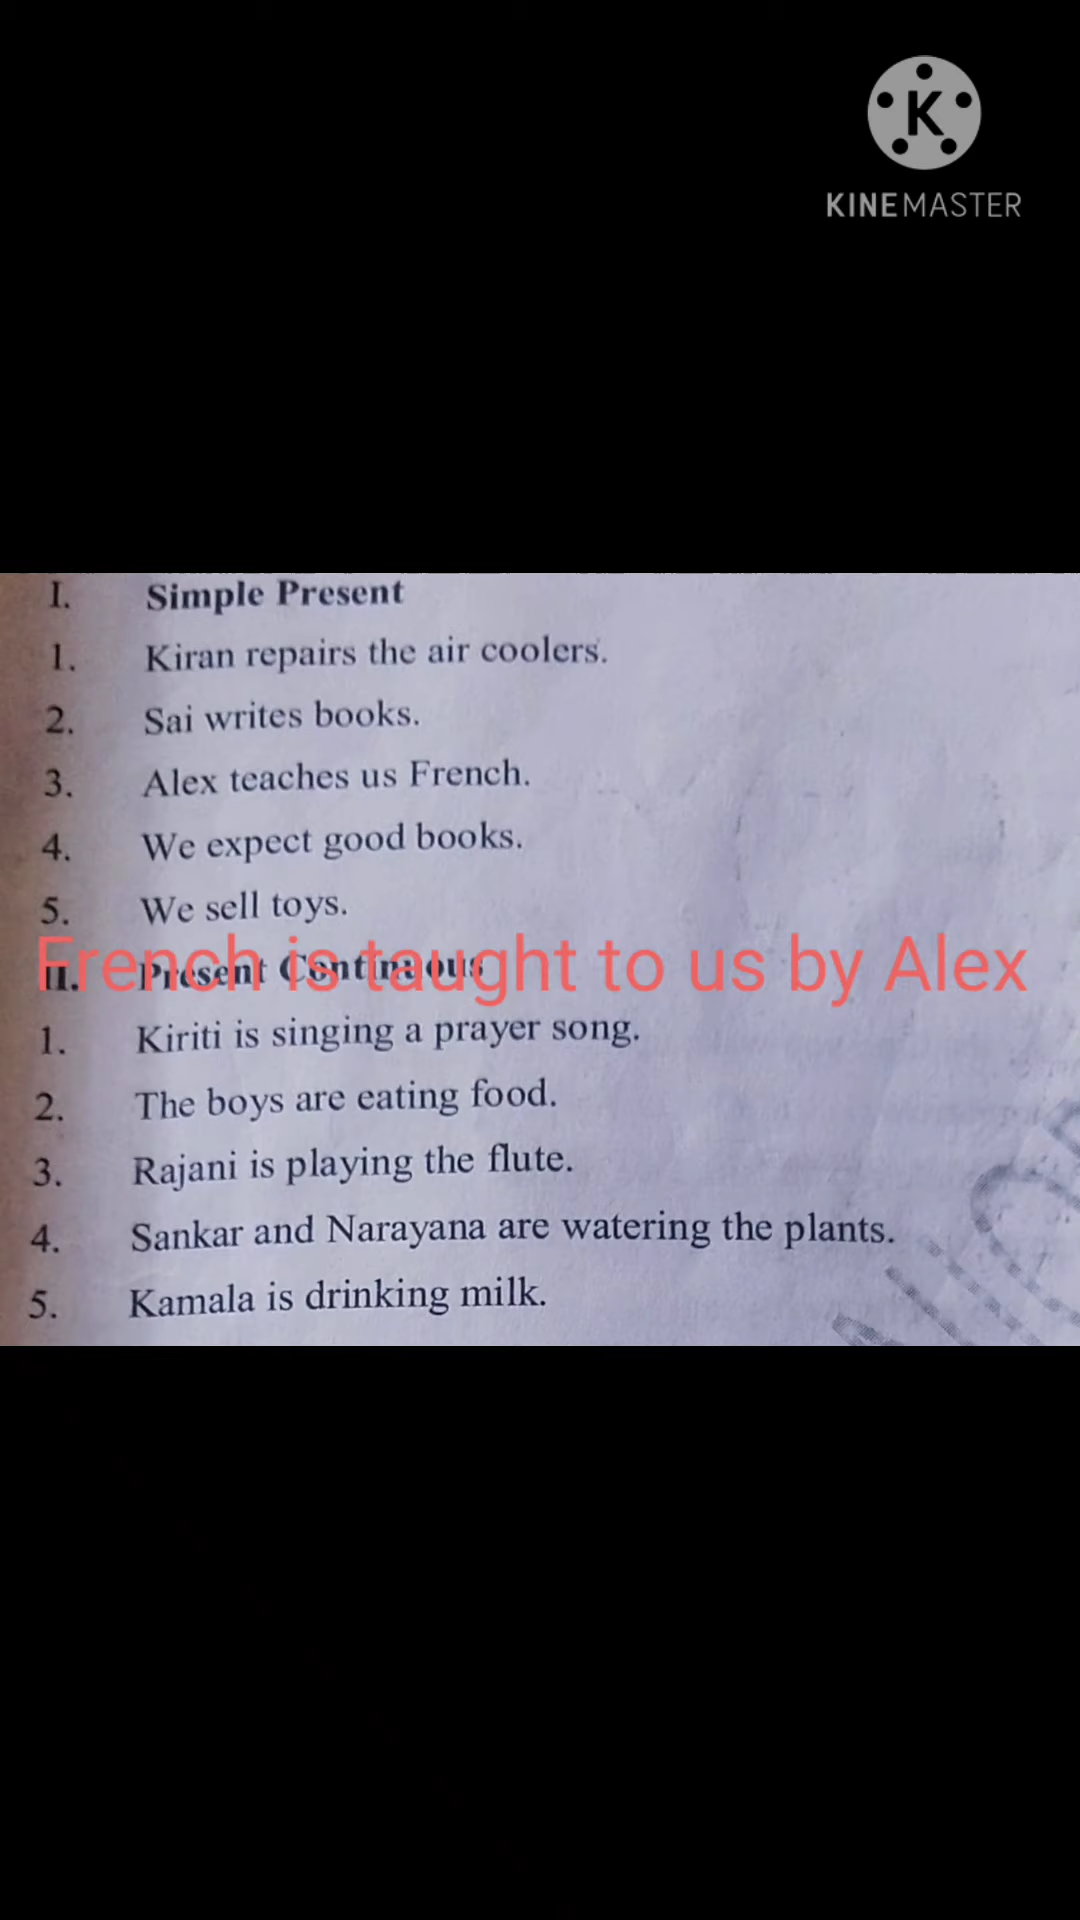 KINEMASTER
I. Simple Present
1. Kiran repairs the air coolers.
2. Sai writes books.
3. Alex teaches us French.
4. We expect good books.
5. We sell toys.
French is taught to us by Alex
II. Present Continuous
1. Kiriti is singing a prayer song.
2. The boys are eating food.
3. Rajani is playing the flute.
4. Sankar and Narayana are watering the plants.
5. Kamala is drinking milk.